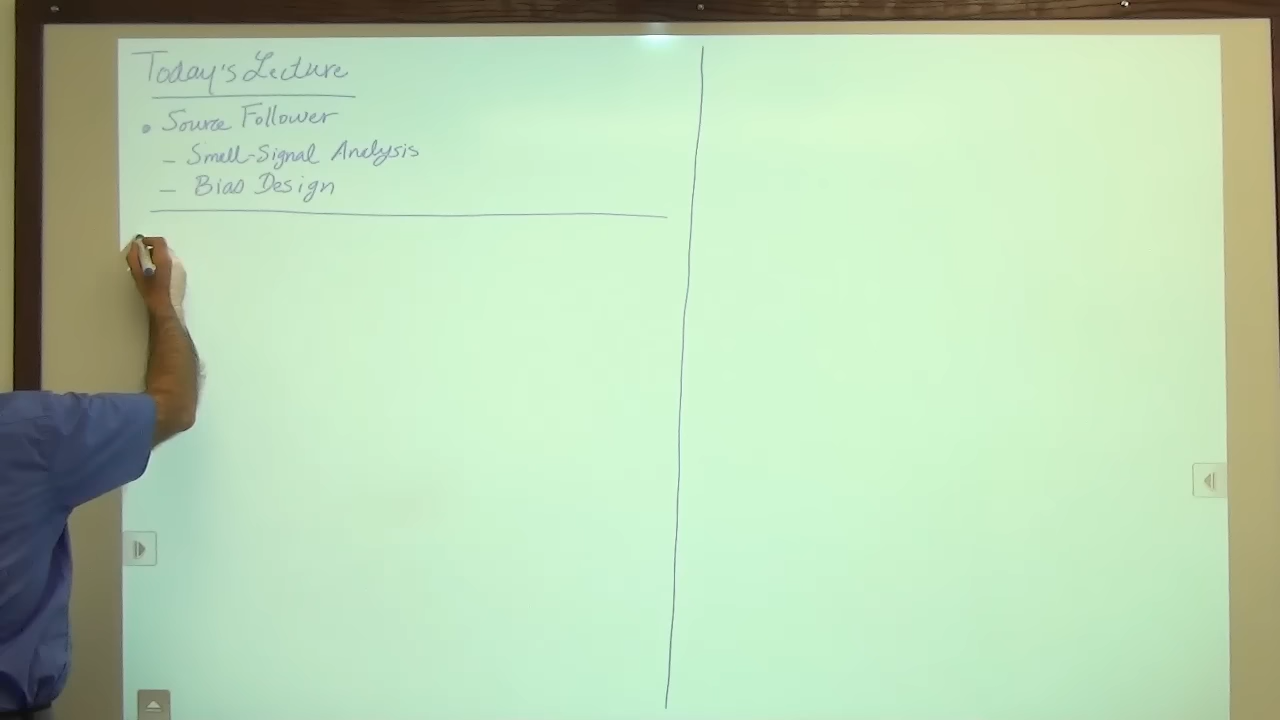 Today's Lecture
• Source Follower
– Small-Signal Analysis
– Bias Design